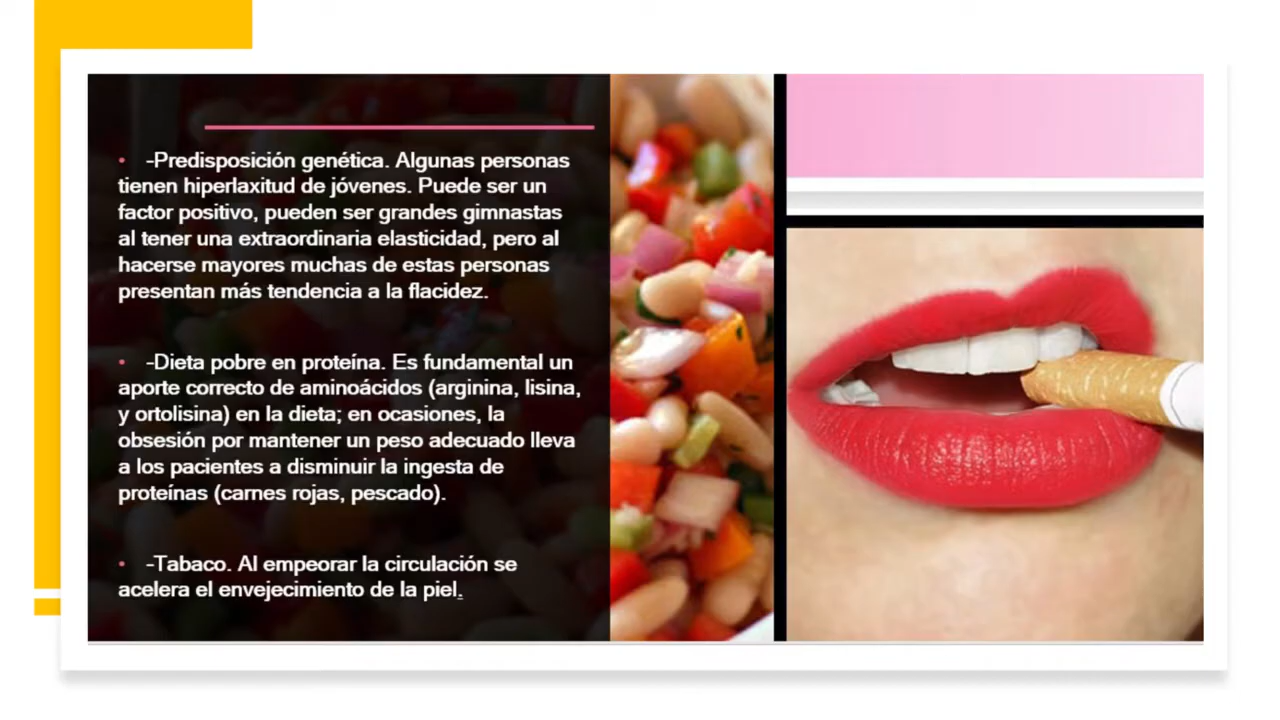 • -Predisposición genética. Algunas personas
tienen hiperlaxitud de jóvenes. Puede ser un
factor positivo, pueden ser grandes gimnastas
al tener una extraordinaria elasticidad, pero al
hacerse mayores muchas de estas personas
presentan más tendencia a la flacidez.
• -Dieta pobre en proteína. Es fundamental un
aporte correcto de aminoácidos (arginina, lisina,
y ortolisina) en la dieta; en ocasiones, la
obsesión por mantener un peso adecuado lleva
a los pacientes a disminuir la ingesta de
proteínas (carnes rojas, pescado).
• -Tabaco. Al empeorar la circulación se
acelera el envejecimiento de la piel.